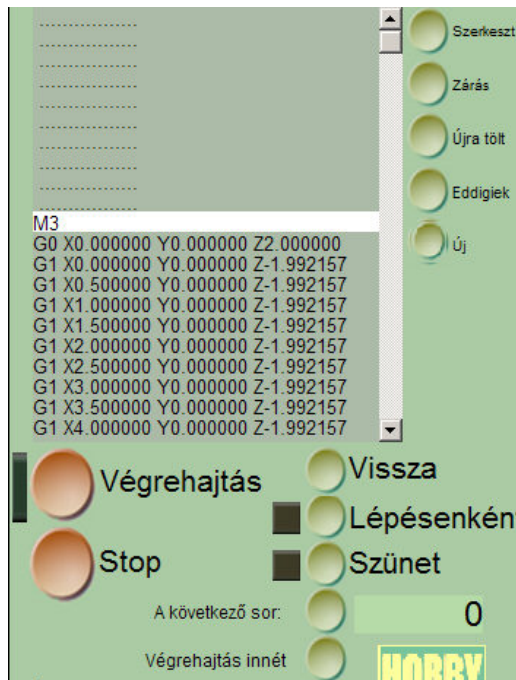 Szerkeszt
Zárás
Újra tölt
Eddigiek
Új
M3
G0 X0.000000 Y0.000000 Z2.000000
G1 X0.000000 Y0.000000 Z-1.992157
G1 X0.500000 Y0.000000 Z-1.992157
G1 X1.000000 Y0.000000 Z-1.992157
G1 X1.500000 Y0.000000 Z-1.992157
G1 X2.000000 Y0.000000 Z-1.992157
G1 X2.500000 Y0.000000 Z-1.992157
G1 X3.000000 Y0.000000 Z-1.992157
G1 X3.500000 Y0.000000 Z-1.992157
G1 X4.000000 Y0.000000 Z-1.992157
Végrehajtás
Vissza
Lépésenként
Stop
Szünet
A következő sor:
0
Végrehajtás innét
HOBBY